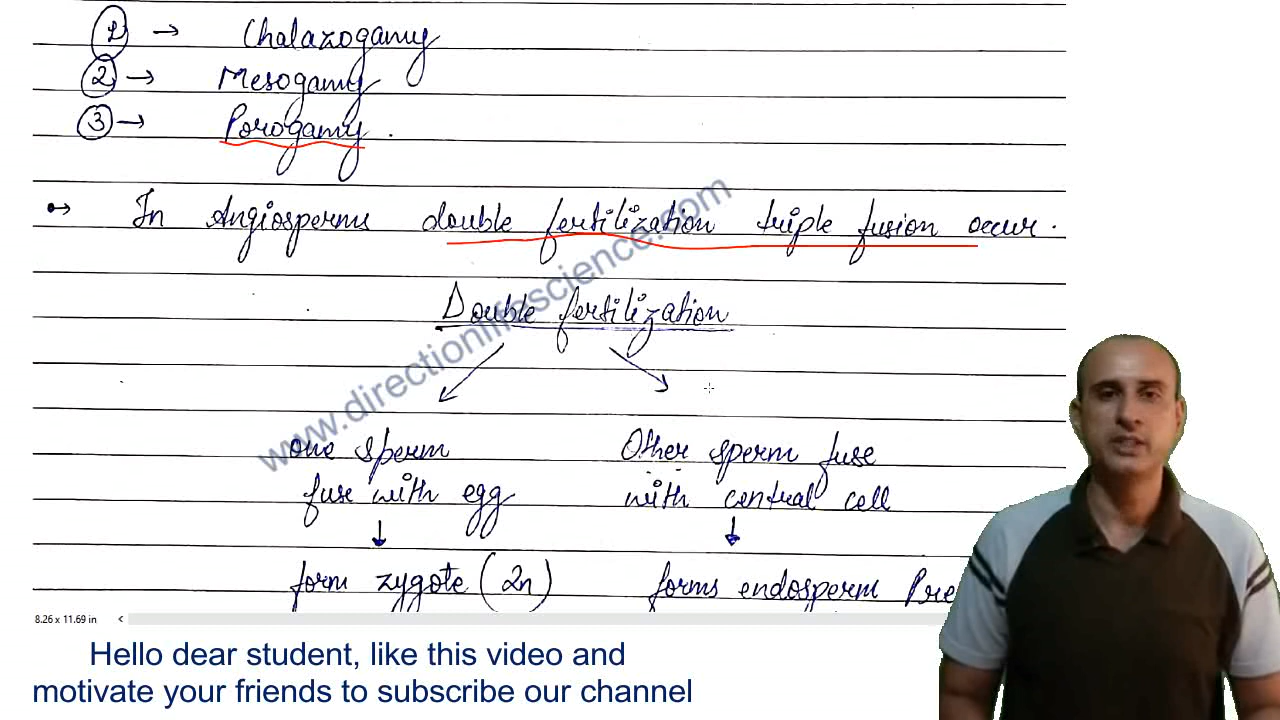 1 → Chalazogamy
2 → Mesogamy
3 → Porogamy.
↦ In Angiosperms double fertilization triple fusion occur.
Double fertilization
one sperm
fuse with egg
↓
form zygote (2n)
Other sperm fuse
with central cell
↓
forms endosperm Pre
www.directionlifescience.com
8.26 x 11.69 in <
Hello dear student, like this video and
motivate your friends to subscribe our channel